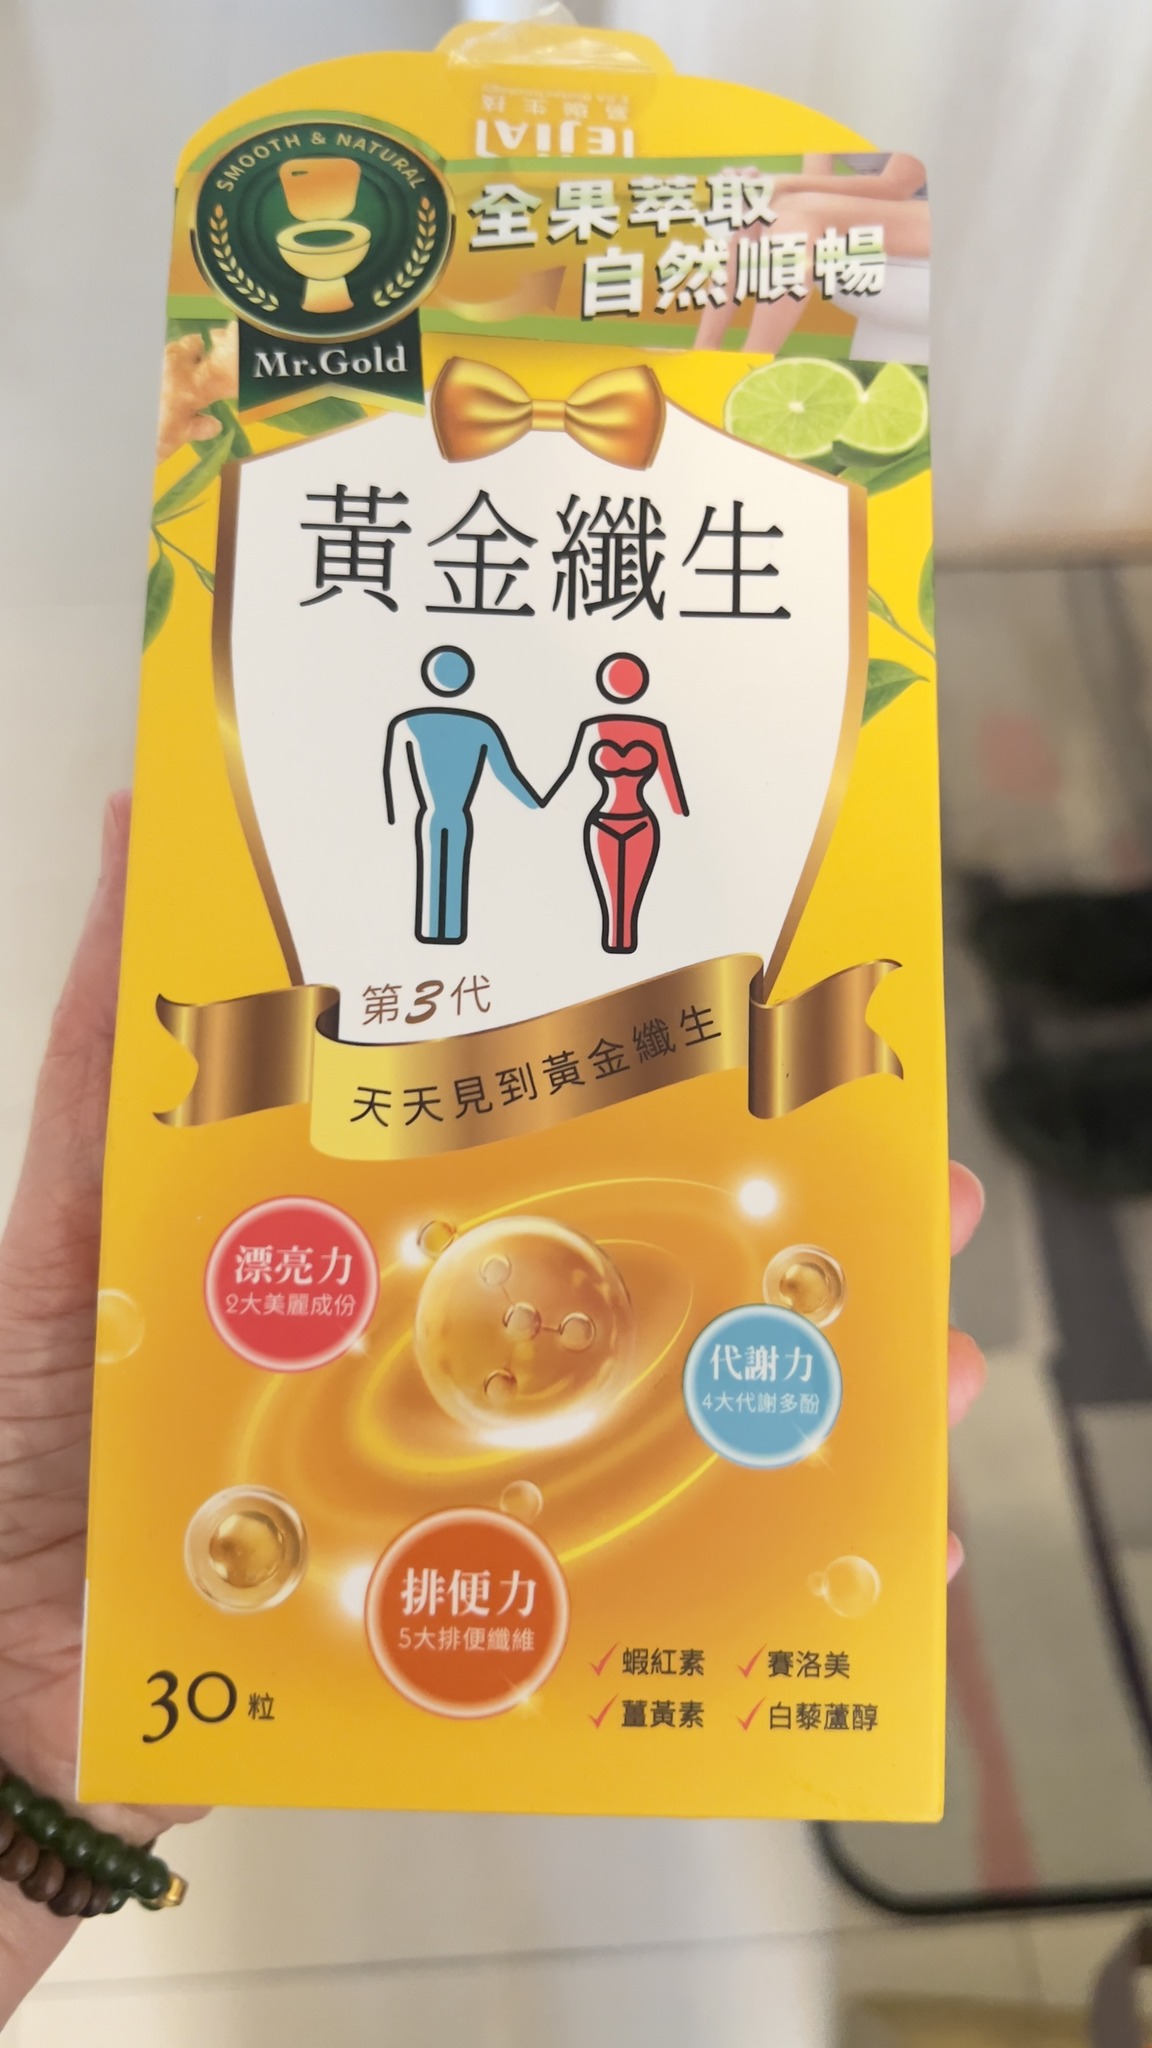 IEJIAI
SMOOTH & NATURAL
Mr.Gold
全果萃取
自然順暢
黃金纖生
第3代
天天見到黃金纖生
漂亮力
2大美麗成份
代謝力
4大代謝多酚
排便力
5大排便纖維
30粒
蝦紅素
賽洛美
薑黃素
白藜蘆醇